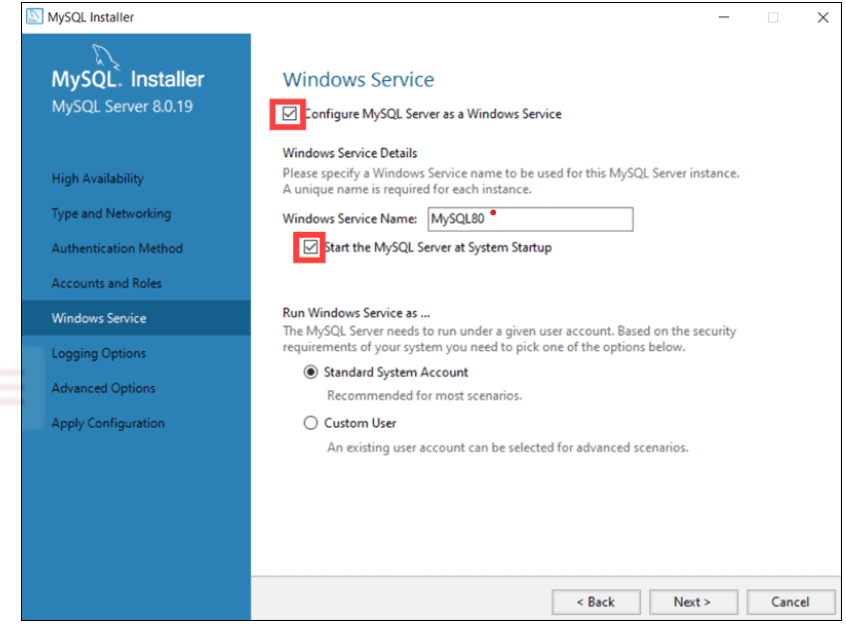 MySQL Installer
MySQL. Installer
MySQL Server 8.0.19
High Availability
Type and Networking
Authentication Method
Accounts and Roles
Windows Service
Logging Options
Advanced Options
Apply Configuration
Windows Service
Configure MySQL Server as a Windows Service
Windows Service Details
Please specify a Windows Service name to be used for this MySQL Server instance.
A unique name is required for each instance.
Windows Service Name: MySQL80
Start the MySQL Server at System Startup
Run Windows Service as ...
The MySQL Server needs to run under a given user account. Based on the security
requirements of your system you need to pick one of the options below.
Standard System Account
Recommended for most scenarios.
Custom User
An existing user account can be selected for advanced scenarios.
< Back Next > Cancel